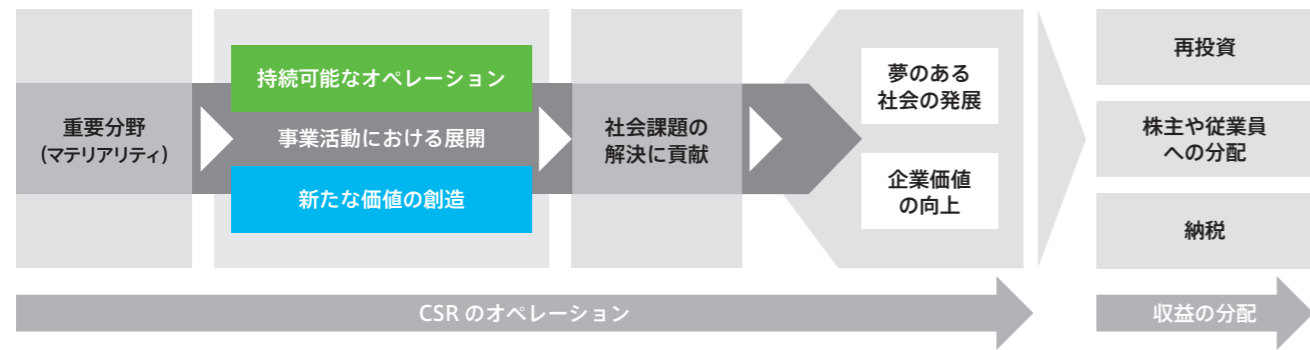 重要分野
(マテリアリティ)
持続可能なオペレーション
事業活動における展開
新たな価値の創造
社会課題の
解決に貢献
夢のある
社会の発展
企業価値
の向上
再投資
株主や従業員
への分配
納税
CSR のオペレーション
収益の分配